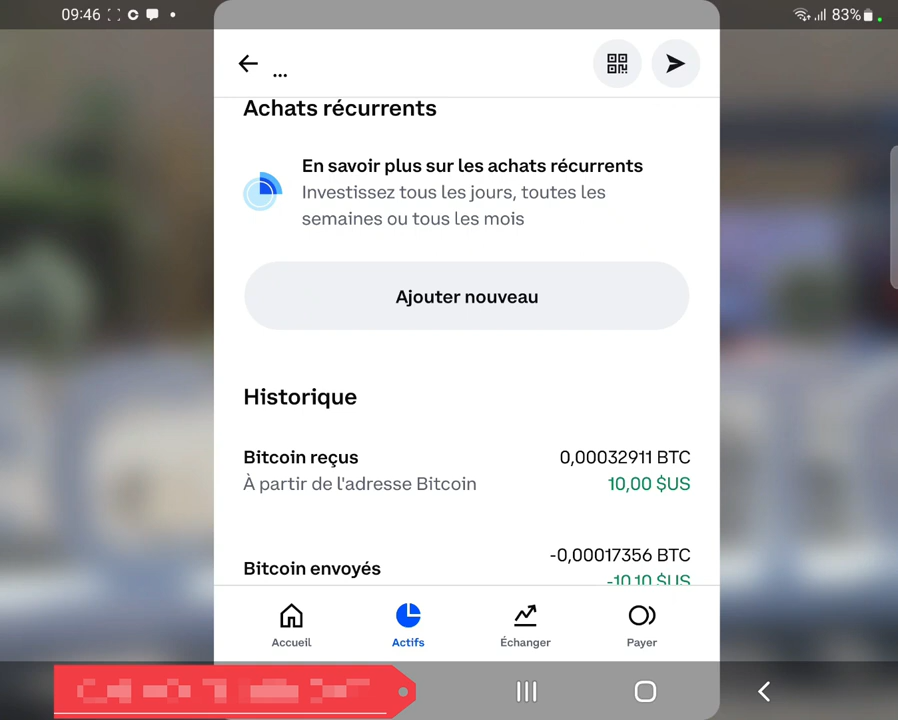 09:46
83%
...
Achats récurrents
En savoir plus sur les achats récurrents
Investissez tous les jours, toutes les
semaines ou tous les mois
Ajouter nouveau
Historique
Bitcoin reçus
0,00032911 BTC
À partir de l'adresse Bitcoin
10,00 $US
-0,00017356 BTC
Bitcoin envoyés
-10,10 $US
Accueil
Actifs
Échanger
Payer